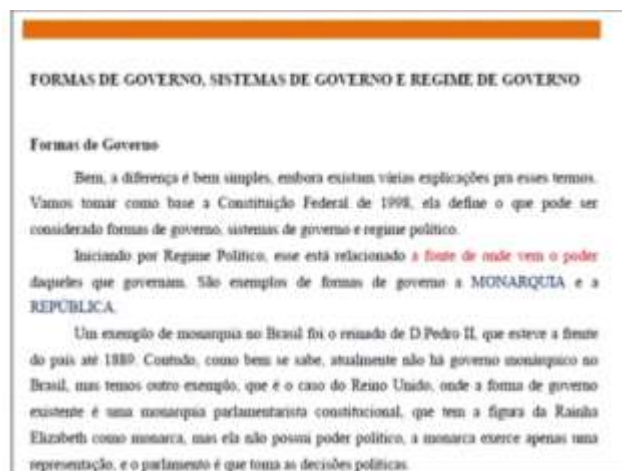 FORMAS DE GOVERNO, SISTEMAS DE GOVERNO E REGIME DE GOVERNO
Formas de Governo
Bem, a diferença é bem simples, embora existam várias explicações pra esses termos.
Vamos tomar como base a Constituição Federal de 1998, ela define o que pode ser
considerado formas de governo, sistemas de governo e regime político.
Iniciando por Regime Político, esse está relacionado a fonte de onde vem o poder
daqueles que governam. São exemplos de formas de governo a MONARQUIA e a
REPÚBLICA.
Um exemplo de monarquia no Brasil foi o reinado de D.Pedro II, que esteve a frente
do país até 1889. Contudo, como bem se sabe, atualmente não há governo monárquico no
Brasil, mas temos outro exemplo, que é o caso do Reino Unido, onde a forma de governo
existente é uma monarquia parlamentarista constitucional, que tem a figura da Rainha
Elizabeth como monarca, mas ela não possui poder político, a monarca exerce apenas uma
representação, e o parlamento é que toma as decisões políticas.